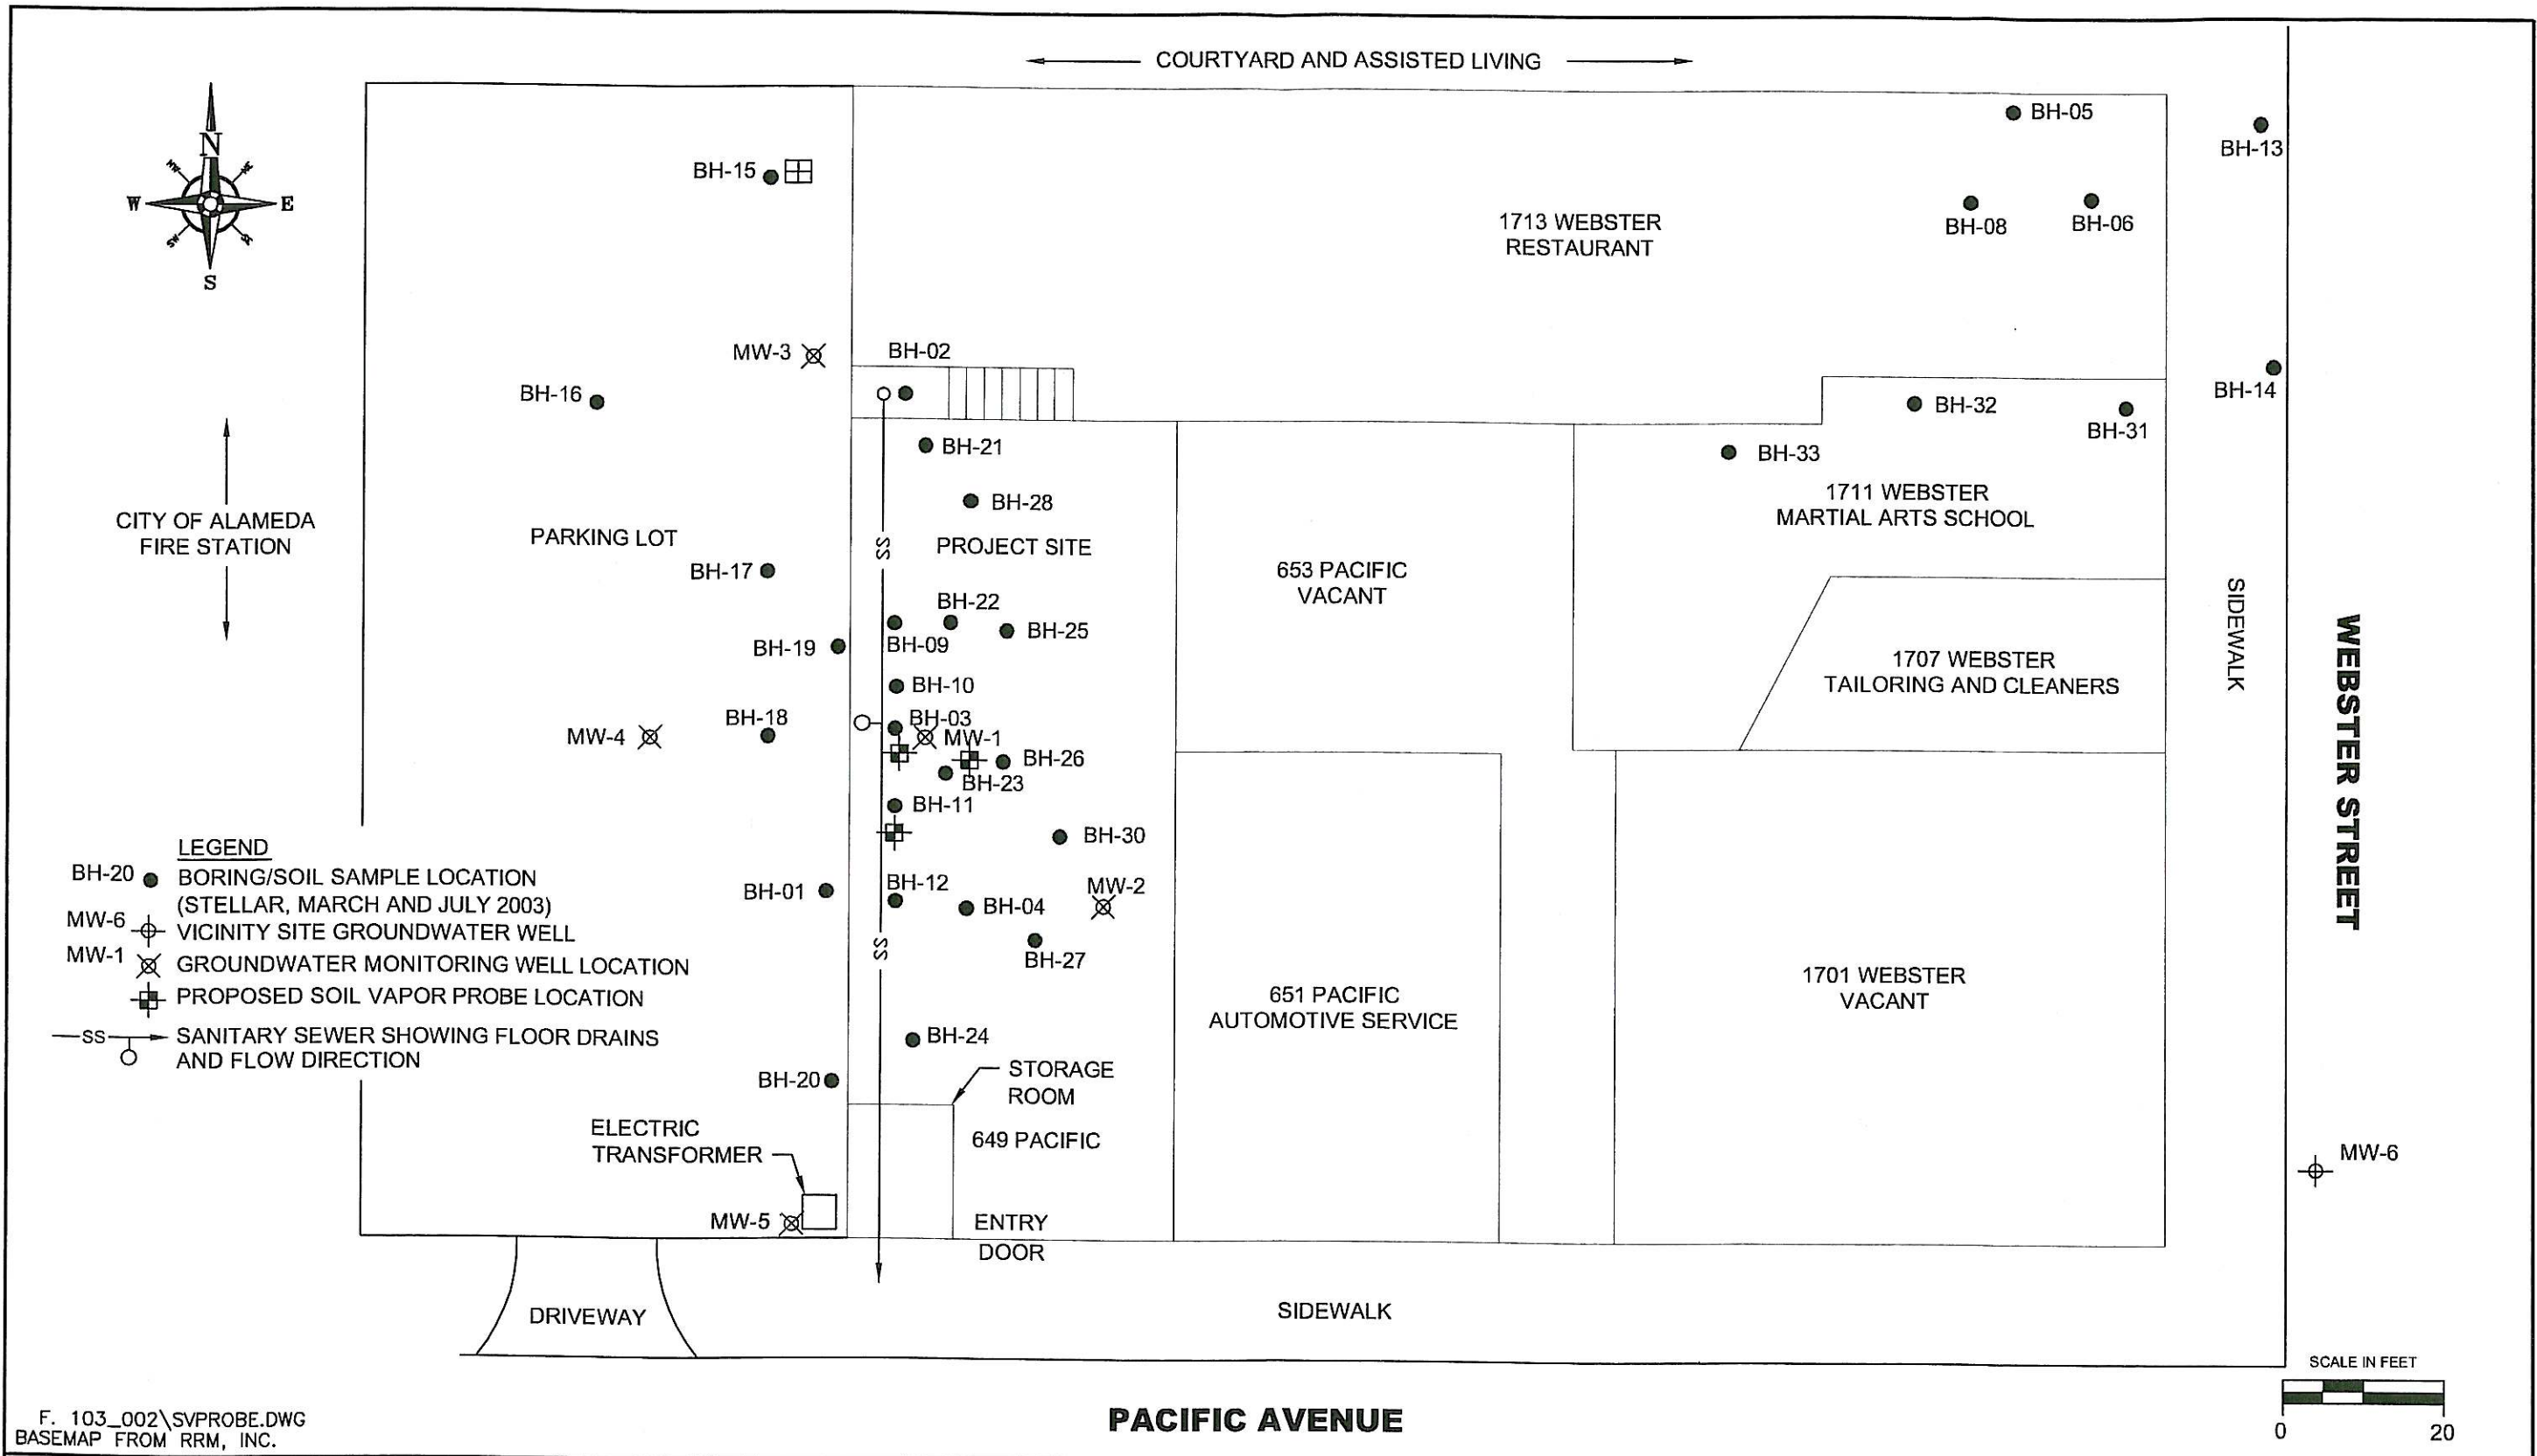 COURTYARD AND ASSISTED LIVING
N
W
E
S
NW
NE
SW
SE
BH-05
BH-13
BH-15
BH-08
BH-06
1713 WEBSTER
RESTAURANT
MW-3
BH-02
BH-16
BH-14
BH-32
BH-31
BH-21
BH-33
BH-28
1711 WEBSTER
MARTIAL ARTS SCHOOL
CITY OF ALAMEDA
FIRE STATION
PARKING LOT
SS
PROJECT SITE
BH-17
653 PACIFIC
VACANT
BH-22
BH-25
BH-19
BH-09
SIDEWALK
WEBSTER STREET
1707 WEBSTER
TAILORING AND CLEANERS
BH-10
BH-18
BH-03
MW-4
MW-1
BH-26
BH-23
BH-11
BH-30
LEGEND
BH-20
BORING/SOIL SAMPLE LOCATION
(STELLAR, MARCH AND JULY 2003)
MW-6
VICINITY SITE GROUNDWATER WELL
MW-1
GROUNDWATER MONITORING WELL LOCATION
PROPOSED SOIL VAPOR PROBE LOCATION
SS
SANITARY SEWER SHOWING FLOOR DRAINS
AND FLOW DIRECTION
BH-01
BH-12
MW-2
BH-04
SS
BH-27
651 PACIFIC
AUTOMOTIVE SERVICE
1701 WEBSTER
VACANT
BH-24
BH-20
STORAGE
ROOM
ELECTRIC
TRANSFORMER
649 PACIFIC
MW-6
MW-5
ENTRY
DOOR
DRIVEWAY
SIDEWALK
SCALE IN FEET
0
20
PACIFIC AVENUE
F. 103_002\SVPROBE.DWG
BASEMAP FROM RRM, INC.